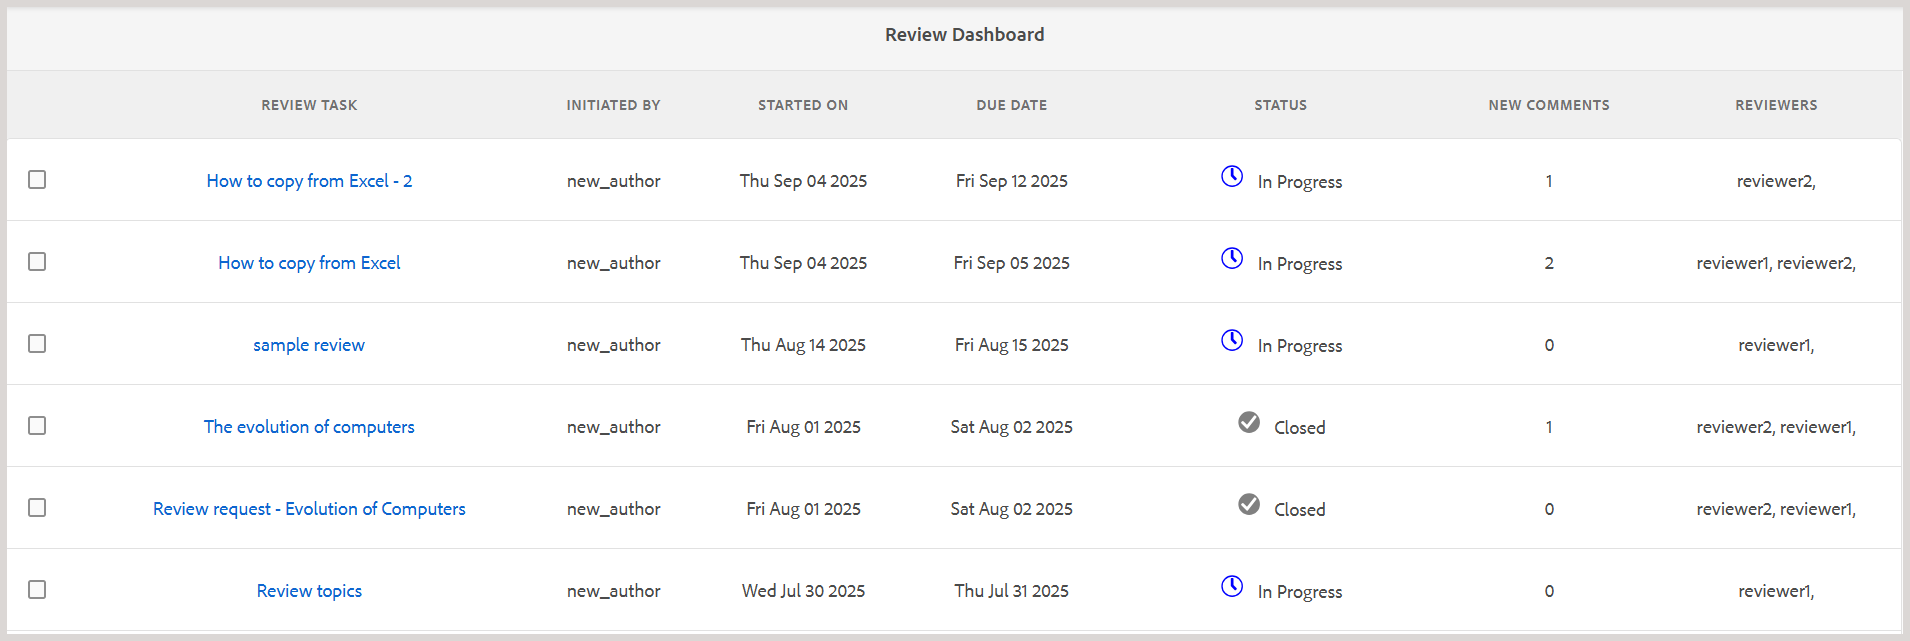 Review Dashboard
REVIEW TASK INITIATED BY STARTED ON DUE DATE STATUS NEW COMMENTS REVIEWERS
How to copy from Excel - 2 new_author Thu Sep 04 2025 Fri Sep 12 2025 In Progress 1 reviewer2,
How to copy from Excel new_author Thu Sep 04 2025 Fri Sep 05 2025 In Progress 2 reviewer1, reviewer2,
sample review new_author Thu Aug 14 2025 Fri Aug 15 2025 In Progress 0 reviewer1,
The evolution of computers new_author Fri Aug 01 2025 Sat Aug 02 2025 Closed 1 reviewer2, reviewer1,
Review request - Evolution of Computers new_author Fri Aug 01 2025 Sat Aug 02 2025 Closed 0 reviewer2, reviewer1,
Review topics new_author Wed Jul 30 2025 Thu Jul 31 2025 In Progress 0 reviewer1,